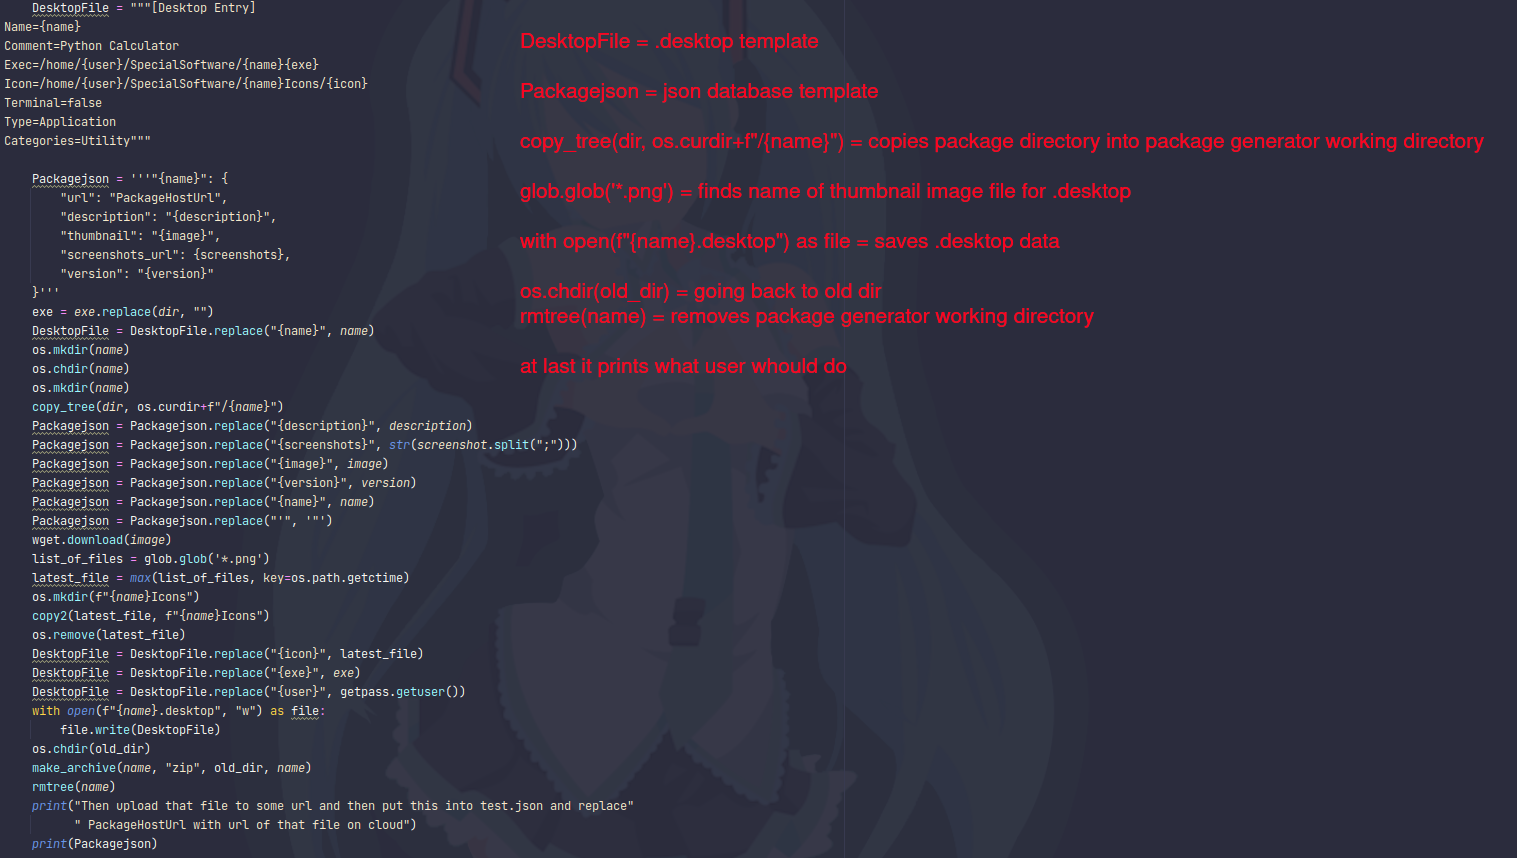 DesktopFile = """[Desktop Entry]
Name={name}
Comment=Python Calculator
Exec=/home/{user}/SpecialSoftware/{name}{exe}
Icon=/home/{user}/SpecialSoftware/{name}Icons/{icon}
Terminal=false
Type=Application
Categories=Utility"""
Packagejson = '''"{name}": {
"url": "PackageHostUrl",
"description": "{description}",
"thumbnail": "{image}",
"screenshots_url": {screenshots},
"version": "{version}"
}'''
exe = exe.replace(dir, "")
DesktopFile = DesktopFile.replace("{name}", name)
os.mkdir(name)
os.chdir(name)
os.mkdir(name)
copy_tree(dir, os.curdir+f"/{name}")
Packagejson = Packagejson.replace("{description}", description)
Packagejson = Packagejson.replace("{screenshots}", str(screenshot.split(";")))
Packagejson = Packagejson.replace("{image}", image)
Packagejson = Packagejson.replace("{version}", version)
Packagejson = Packagejson.replace("{name}", name)
Packagejson = Packagejson.replace("'", '"')
wget.download(image)
list_of_files = glob.glob('*.png')
latest_file = max(list_of_files, key=os.path.getctime)
os.mkdir(f"{name}Icons")
copy2(latest_file, f"{name}Icons")
os.remove(latest_file)
DesktopFile = DesktopFile.replace("{icon}", latest_file)
DesktopFile = DesktopFile.replace("{exe}", exe)
DesktopFile = DesktopFile.replace("{user}", getpass.getuser())
with open(f"{name}.desktop", "w") as file:
file.write(DesktopFile)
os.chdir(old_dir)
make_archive(name, "zip", old_dir, name)
rmtree(name)
print("Then upload that file to some url and then put this into test.json and replace"
" PackageHostUrl with url of that file on cloud")
print(Packagejson)
DesktopFile = .desktop template
Packagejson = json database template
copy_tree(dir, os.curdir+f"/{name}") = copies package directory into package generator working directory
glob.glob('*.png') = finds name of thumbnail image file for .desktop
with open(f"{name}.desktop") as file = saves .desktop data
os.chdir(old_dir) = going back to old dir
rmtree(name) = removes package generator working directory
at last it prints what user whould do